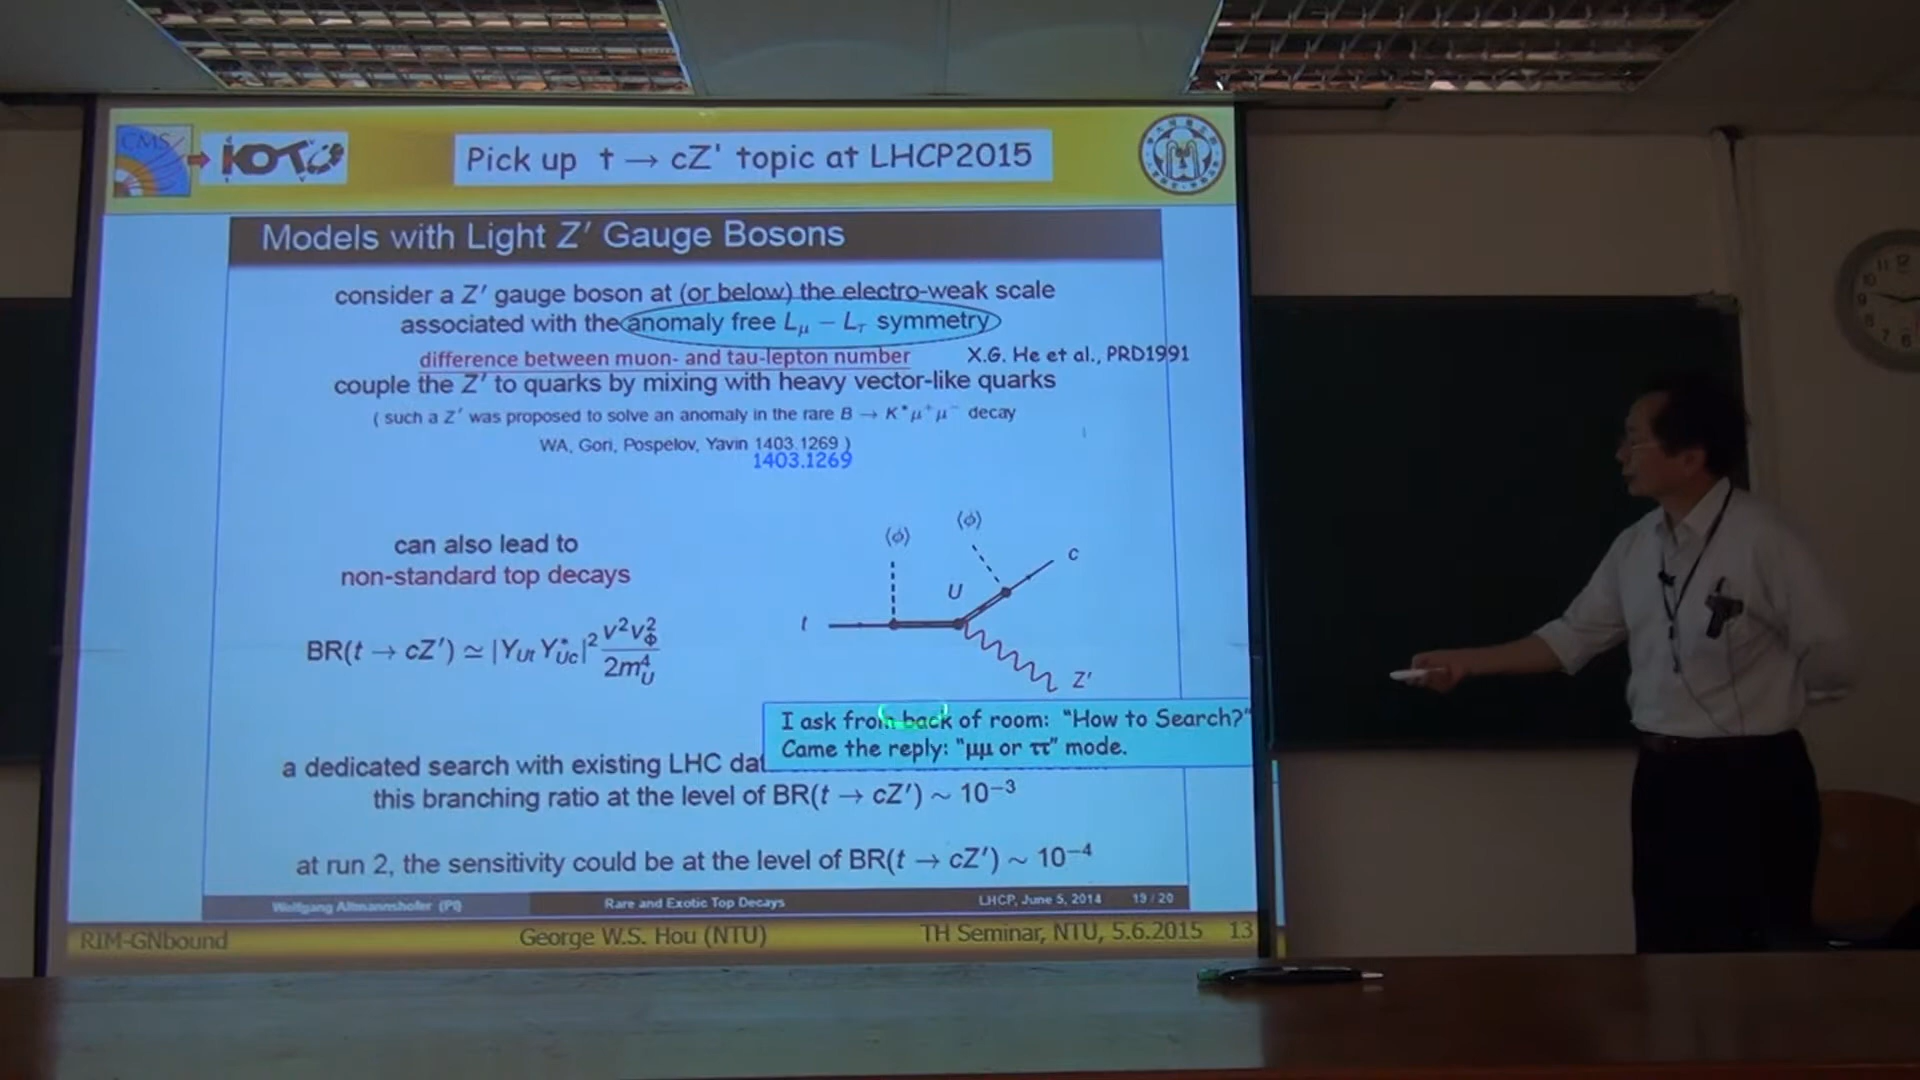 CMS
KOTO
Pick up t → cZ' topic at LHCP2015
Models with Light Z′ Gauge Bosons
consider a Z′ gauge boson at (or below) the electro-weak scale
associated with the anomaly free Lμ − Lτ symmetry
difference between muon- and tau-lepton number X.G. He et al., PRD1991
couple the Z′ to quarks by mixing with heavy vector-like quarks
( such a Z′ was proposed to solve an anomaly in the rare B → K*μ⁺μ⁻ decay
WA, Gori, Pospelov, Yavin 1403.1269 )
1403.1269
⟨ϕ⟩ ⟨ϕ⟩
can also lead to
non-standard top decays
t U c
Z′
BR(t → cZ′) ≃ |Y_Ut Y*_Uc|² v²v²_Φ / 2m⁴_U
I ask from back of room: “How to Search?”
Came the reply: “μμ or ττ” mode.
a dedicated search with existing LHC dat
this branching ratio at the level of BR(t → cZ′) ~ 10⁻³
at run 2, the sensitivity could be at the level of BR(t → cZ′) ~ 10⁻⁴
Wolfgang Altmannshofer (PI) Rare and Exotic Top Decays LHCP, June 5, 2014 19 / 20
RIM-GNbound George W.S. Hou (NTU) TH Seminar, NTU, 5.6.2015 13